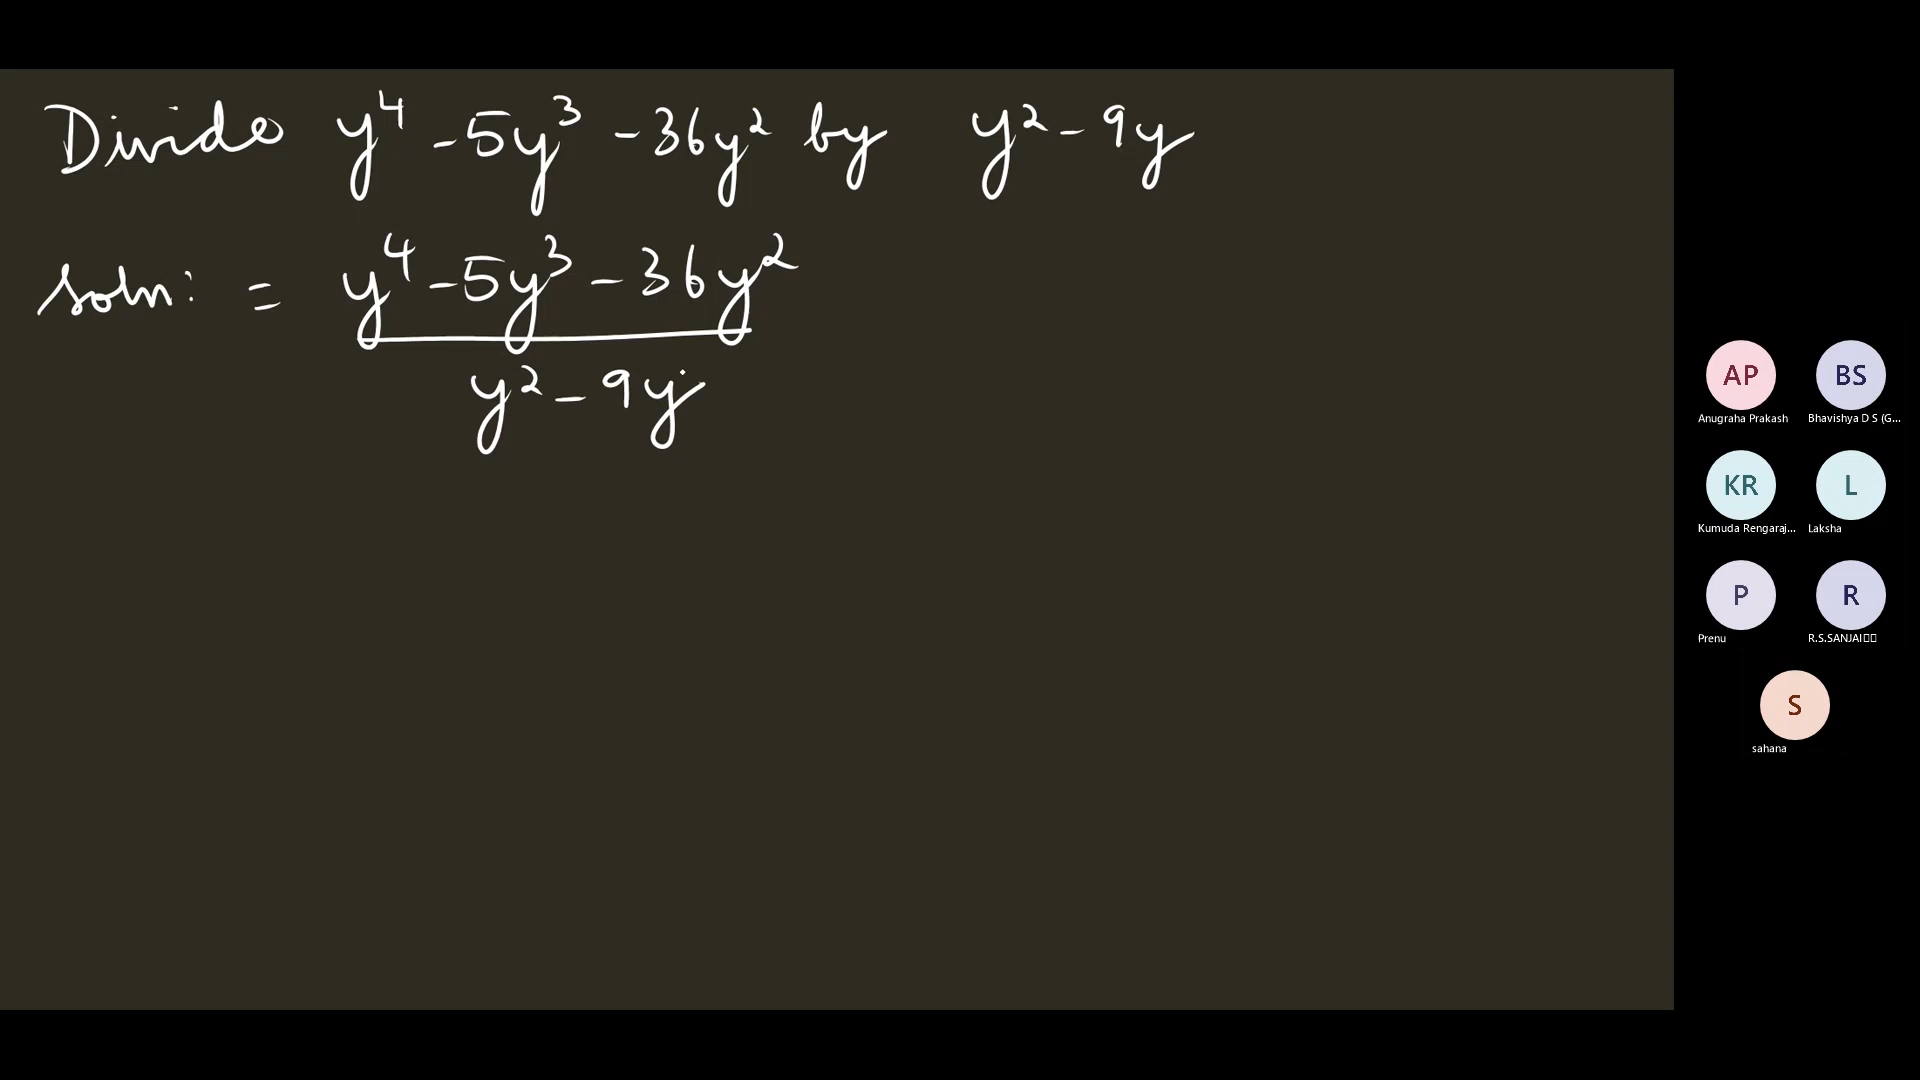 Divide y⁴ - 5y³ - 36y² by y² - 9y
Soln: = y⁴ - 5y³ - 36y²
y² - 9y
AP
Anugraha Prakash
BS
Bhavishya D S (G...
KR
Kumuda Rengaraj...
L
Laksha
P
Prenu
R
R.S.SANJAI
S
sahana